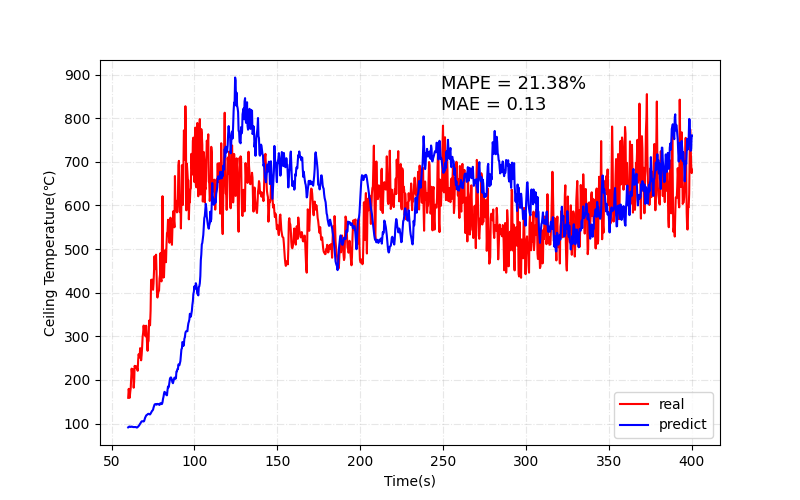 MAPE = 21.38%
MAE = 0.13
900
800
700
600
500
400
300
200
100
Ceiling Temperature(℃)
real
predict
50 100 150 200 250 300 350 400
Time(s)